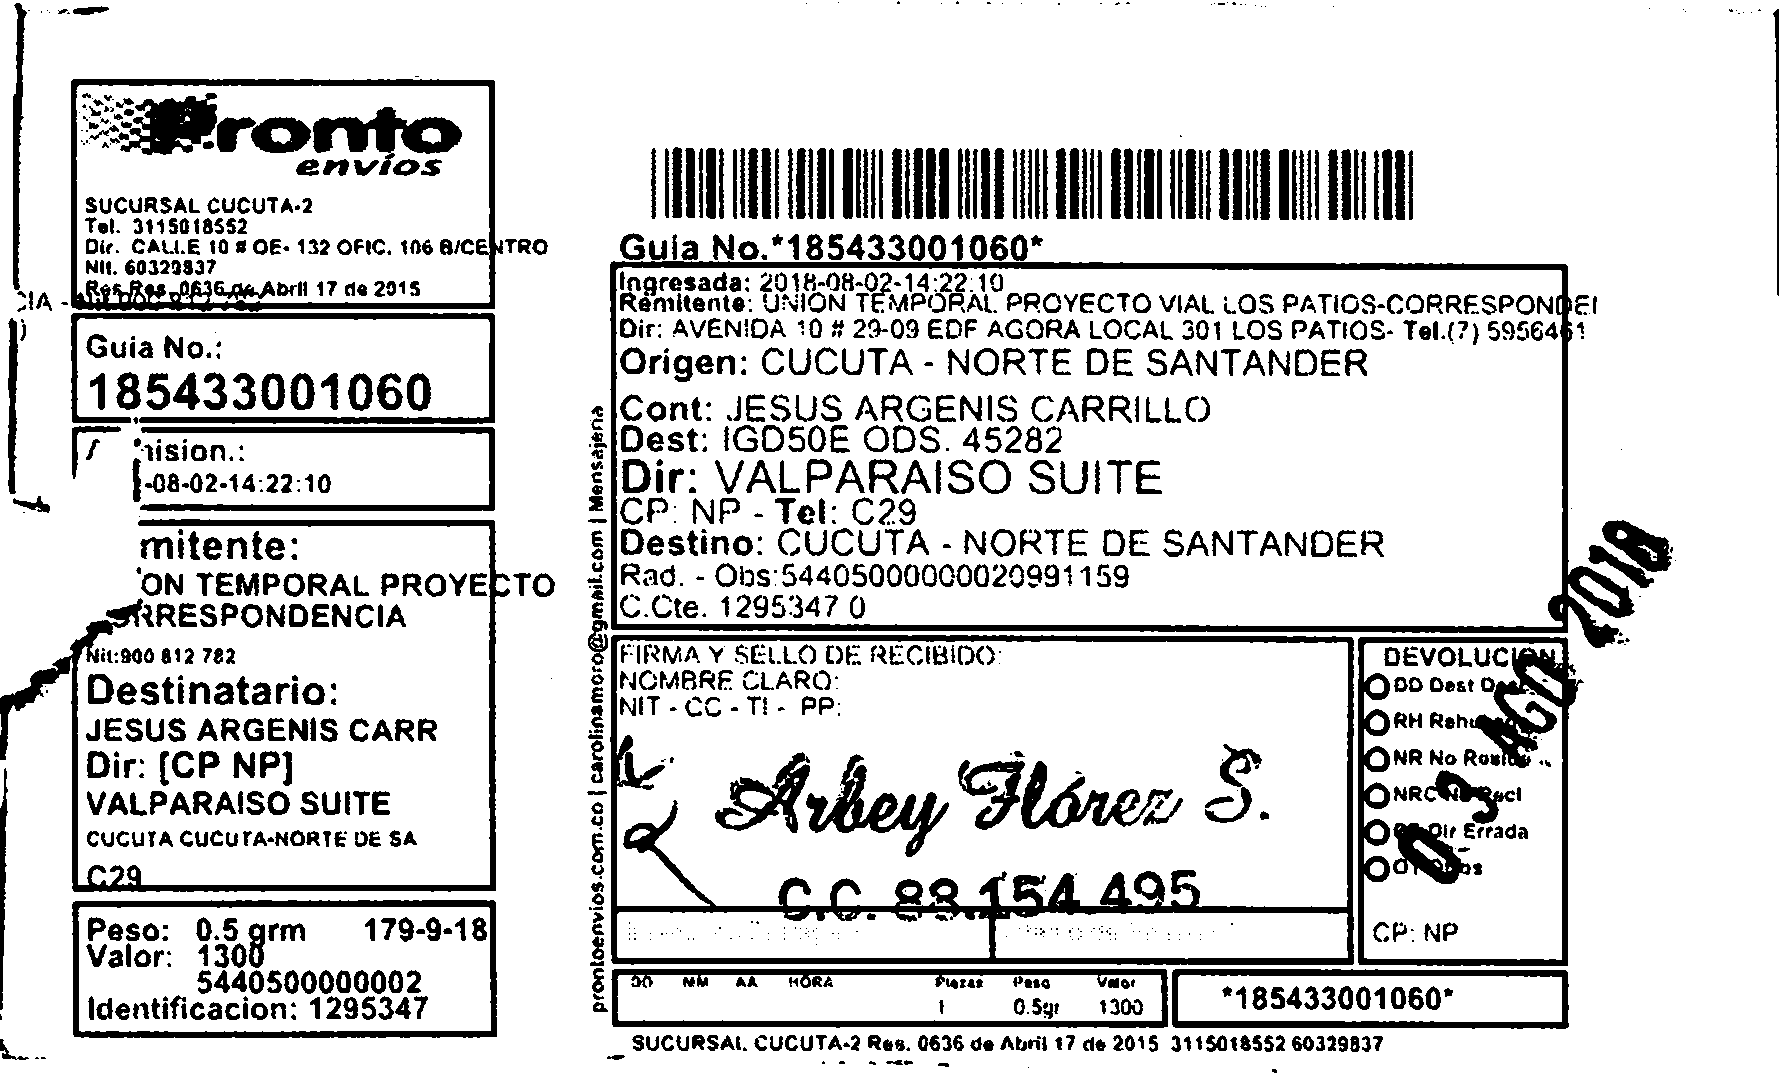 Pronto
envíos
SUCURSAL CUCUTA-2
Tel. 3115018552
Dir. CALLE 10 # OE- 132 OFIC. 106 B/CENTRO
Nit. 60329837
Res.Res. 0636 de Abril 17 de 2015
Guia No.:
185433001060
-08-02-14:22:10
mitente:
ON TEMPORAL PROYECTO
RRESPONDENCIA
Nit:900 812 782
Destinatario:
JESUS ARGENIS CARR
Dir: [CP NP]
VALPARAISO SUITE
CUCUTA CUCUTA-NORTE DE SA
C29
Peso: 0.5 grm 179-9-18
Valor: 1300
5440500000002
Identificacion: 1295347
prontoenvios.com.co | carolinamoro@gmail.com | Mensajeria
Guia No.*185433001060*
Ingresada: 2018-08-02-14:22:10
Remitente: UNION TEMPORAL PROYECTO VIAL LOS PATIOS-CORRESPONDEI
Dir: AVENIDA 10 # 29-09 EDF AGORA LOCAL 301 LOS PATIOS- Tel.(7) 5956461
Origen: CUCUTA - NORTE DE SANTANDER
Cont: JESUS ARGENIS CARRILLO
Dest: IGD50E ODS. 45282
Dir: VALPARAISO SUITE
CP: NP - Tel: C29
Destino: CUCUTA - NORTE DE SANTANDER
Rad. - Obs:54405000000020991159
C.Cte. 1295347 0
FIRMA Y SELLO DE RECIBIDO:
NOMBRE CLARO:
NIT - CC - TI - PP:
Arbey Flórez S.
C.C. 88.154.495
DEVOLUCION
DD Dest
RH
NR No
NRC
Dir Errada
CP: NP
03 AGO 2018
DD MM AA HORA Piezas Peso Valor
1 0.5gr 1300
*185433001060*
SUCURSAL CUCUTA-2 Res. 0636 de Abril 17 de 2015 3115018552 60329837